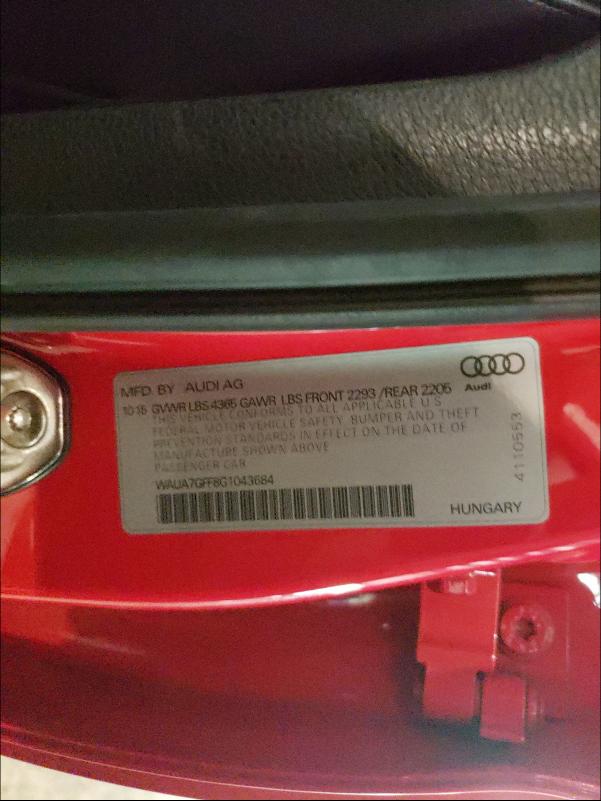 MFD. BY AUDI AG
10·15 GVWR LBS 4365 GAWR LBS FRONT 2293 /REAR 2205
THIS VEHICLE CONFORMS TO ALL APPLICABLE U.S.
FEDERAL MOTOR VEHICLE SAFETY, BUMPER AND THEFT
PREVENTION STANDARDS IN EFFECT ON THE DATE OF
MANUFACTURE SHOWN ABOVE
PASSENGER CAR
WAUA7GFF8G1043684
HUNGARY
Audi
4110553